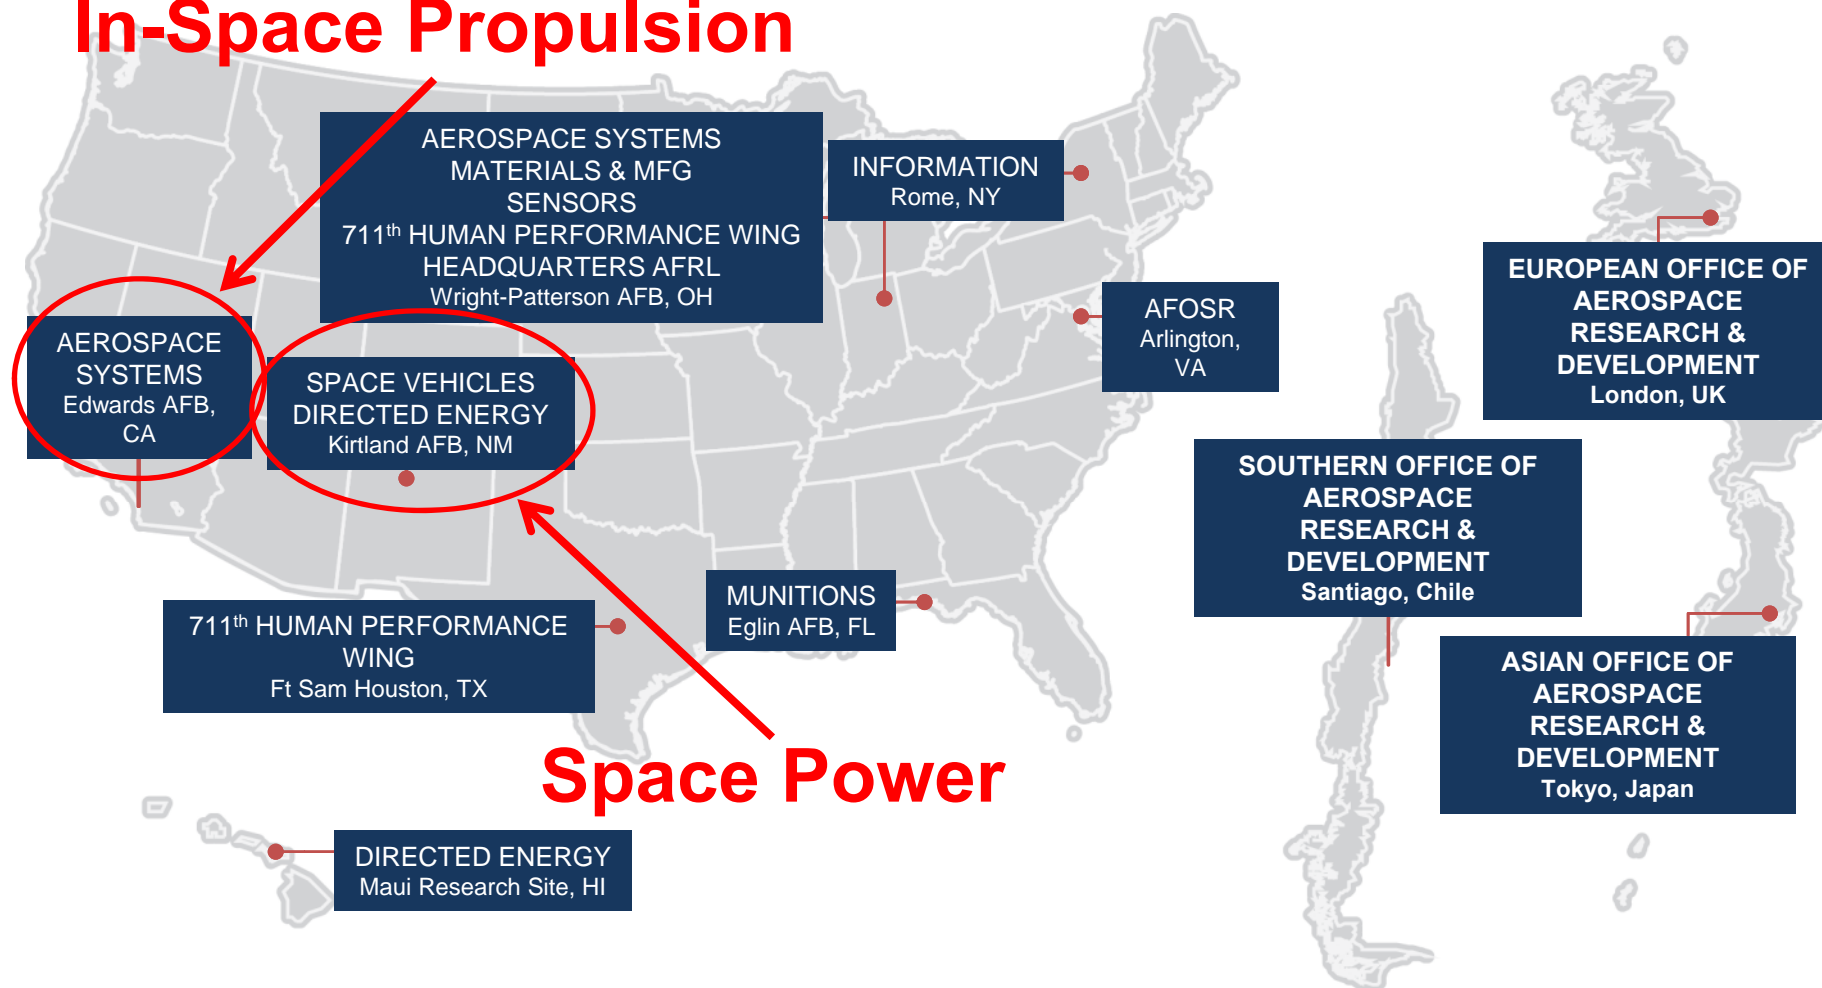 In-Space Propulsion
AEROSPACE SYSTEMS
MATERIALS & MFG
SENSORS
711th HUMAN PERFORMANCE WING
HEADQUARTERS AFRL
Wright-Patterson AFB, OH
INFORMATION
Rome, NY
AEROSPACE
SYSTEMS
Edwards AFB,
CA
SPACE VEHICLES
DIRECTED ENERGY
Kirtland AFB, NM
AFOSR
Arlington,
VA
EUROPEAN OFFICE OF
AEROSPACE
RESEARCH &
DEVELOPMENT
London, UK
SOUTHERN OFFICE OF
AEROSPACE
RESEARCH &
DEVELOPMENT
Santiago, Chile
711th HUMAN PERFORMANCE
WING
Ft Sam Houston, TX
MUNITIONS
Eglin AFB, FL
ASIAN OFFICE OF
AEROSPACE
RESEARCH &
DEVELOPMENT
Tokyo, Japan
Space Power
DIRECTED ENERGY
Maui Research Site, HI